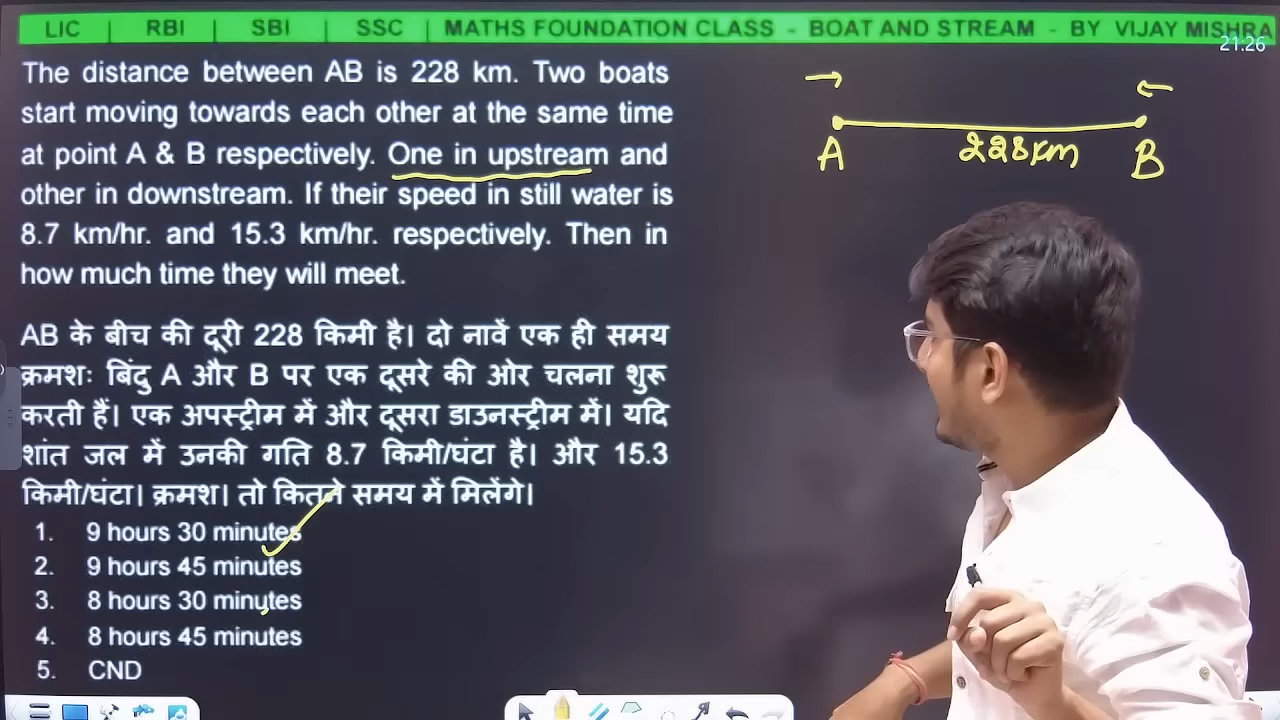 LIC | RBI | SBI | SSC | MATHS FOUNDATION CLASS - BOAT AND STREAM - BY VIJAY MISHRA
21:26
The distance between AB is 228 km. Two boats
start moving towards each other at the same time
at point A & B respectively. One in upstream and
other in downstream. If their speed in still water is
8.7 km/hr. and 15.3 km/hr. respectively. Then in
how much time they will meet.
A 228km B
AB के बीच की दूरी 228 किमी है। दो नावें एक ही समय
क्रमशः बिंदु A और B पर एक दूसरे की ओर चलना शुरू
करती हैं। एक अपस्ट्रीम में और दूसरा डाउनस्ट्रीम में। यदि
शांत जल में उनकी गति 8.7 किमी/घंटा है। और 15.3
किमी/घंटा। क्रमश। तो कितने समय में मिलेंगे।
1. 9 hours 30 minutes
2. 9 hours 45 minutes
3. 8 hours 30 minutes
4. 8 hours 45 minutes
5. CND